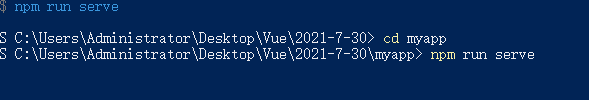 $ npm run serve
S C:\Users\Administrator\Desktop\Vue\2021-7-30> cd myapp
S C:\Users\Administrator\Desktop\Vue\2021-7-30\myapp> npm run serve